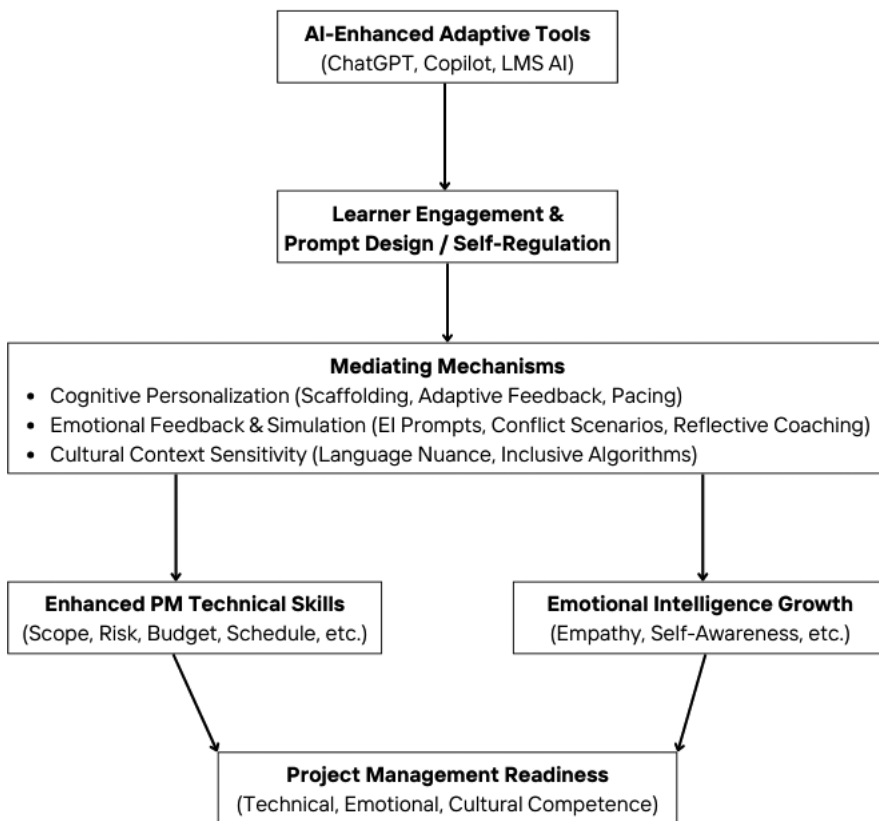 AI-Enhanced Adaptive Tools
(ChatGPT, Copilot, LMS AI)
Learner Engagement &
Prompt Design / Self-Regulation
Mediating Mechanisms
• Cognitive Personalization (Scaffolding, Adaptive Feedback, Pacing)
• Emotional Feedback & Simulation (EI Prompts, Conflict Scenarios, Reflective Coaching)
• Cultural Context Sensitivity (Language Nuance, Inclusive Algorithms)
Enhanced PM Technical Skills
(Scope, Risk, Budget, Schedule, etc.)
Emotional Intelligence Growth
(Empathy, Self-Awareness, etc.)
Project Management Readiness
(Technical, Emotional, Cultural Competence)